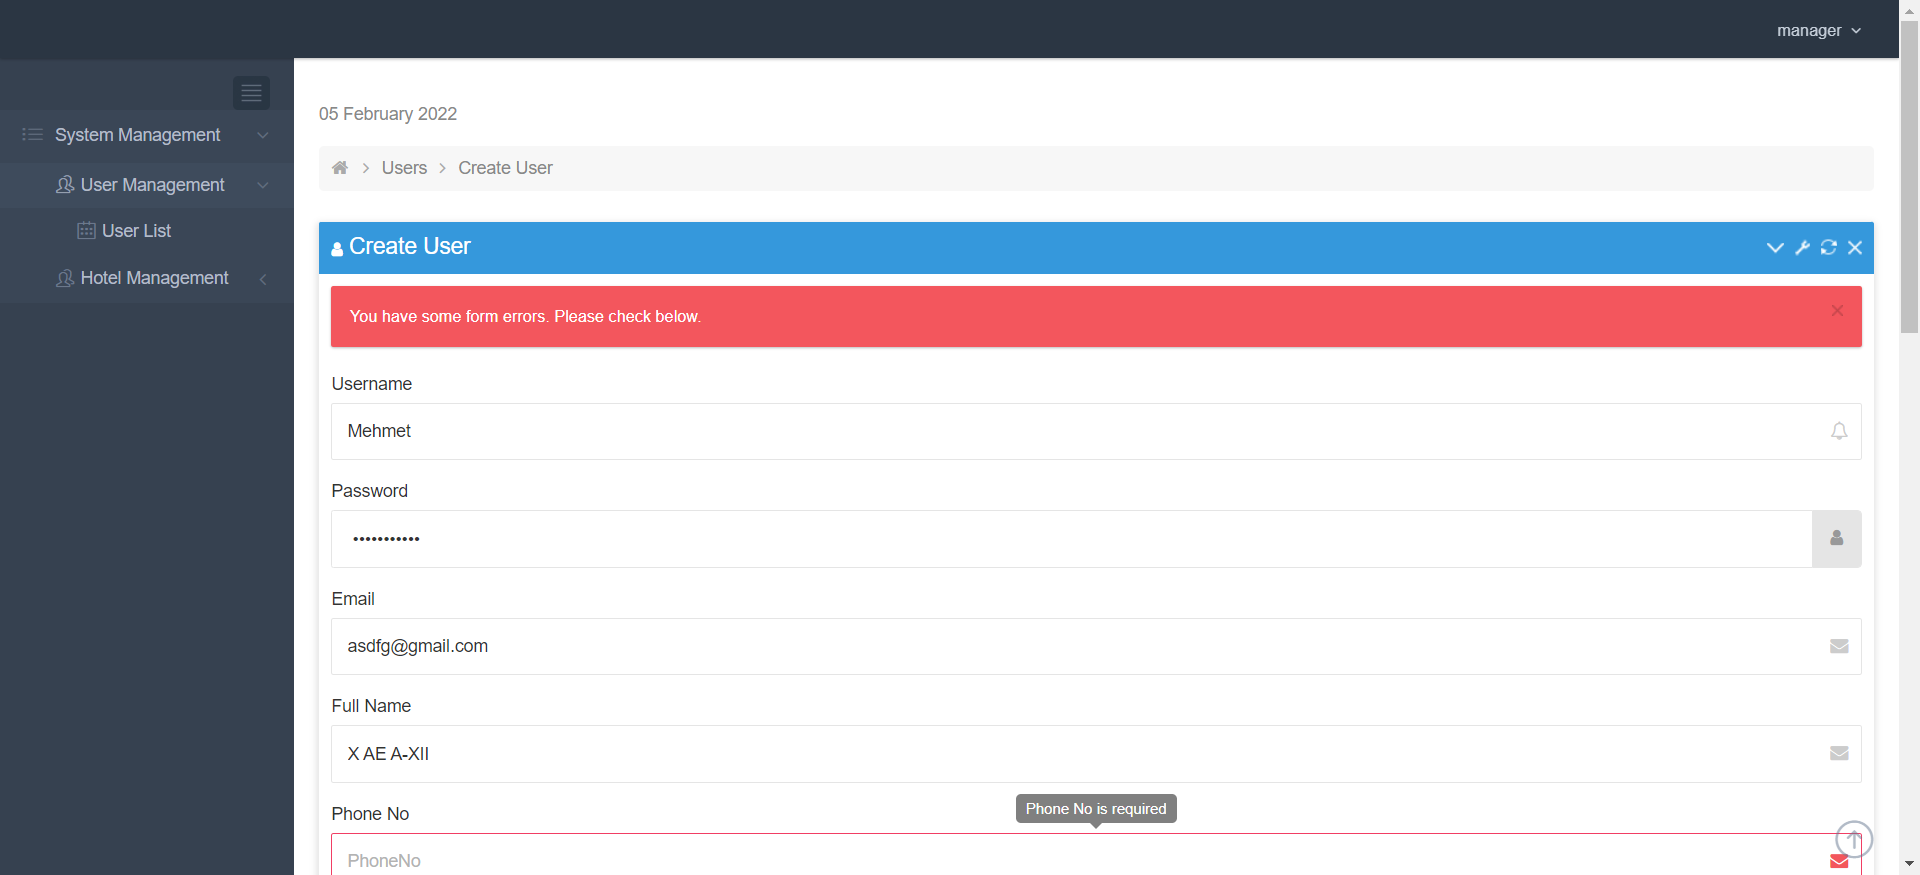 manager
System Management
User Management
User List
Hotel Management
05 February 2022
Users
Create User
Create User
You have some form errors. Please check below.
Username
Mehmet
Password
•••••••••••
Email
asdfg@gmail.com
Full Name
X AE A-XII
Phone No
Phone No is required
PhoneNo